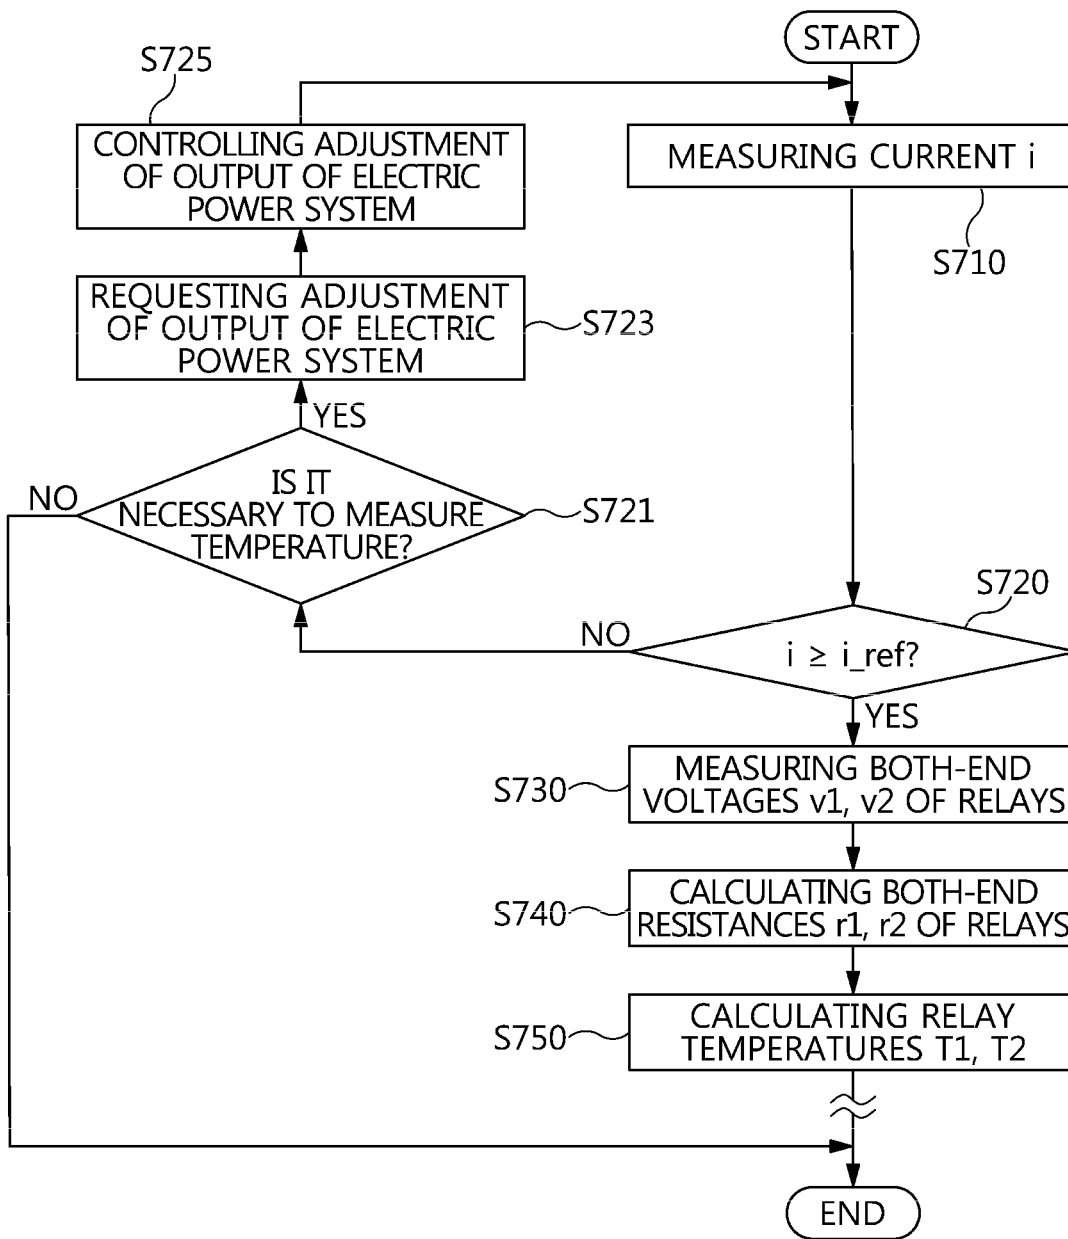 START
S725
CONTROLLING ADJUSTMENT
OF OUTPUT OF ELECTRIC
POWER SYSTEM
MEASURING CURRENT i
S710
REQUESTING ADJUSTMENT
OF OUTPUT OF ELECTRIC
POWER SYSTEM
S723
YES
IS IT
NECESSARY TO MEASURE
TEMPERATURE?
NO
S721
S720
NO
i ≥ i_ref?
YES
S730
MEASURING BOTH-END
VOLTAGES v1, v2 OF RELAYS
S740
CALCULATING BOTH-END
RESISTANCES r1, r2 OF RELAYS
S750
CALCULATING RELAY
TEMPERATURES T1, T2
END